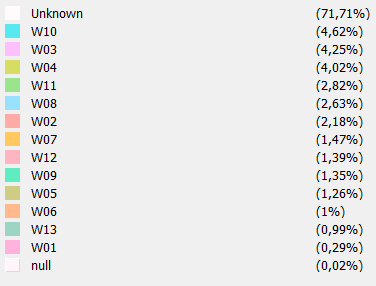 Unknown (71,71%)
W10 (4,62%)
W03 (4,25%)
W04 (4,02%)
W11 (2,82%)
W08 (2,63%)
W02 (2,18%)
W07 (1,47%)
W12 (1,39%)
W09 (1,35%)
W05 (1,26%)
W06 (1%)
W13 (0,99%)
W01 (0,29%)
null (0,02%)